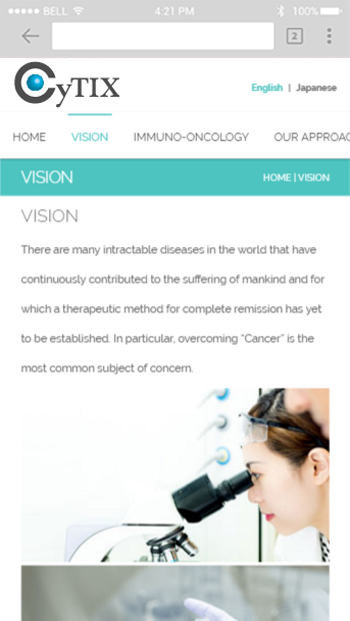 BELL 4:21 PM 100%
2
CyTIX
English | Japanese
HOME VISION IMMUNO-ONCOLOGY OUR APPROAC
VISION HOME | VISION
VISION
There are many intractable diseases in the world that have
continuously contributed to the suffering of mankind and for
which a therapeutic method for complete remission has yet
to be established. In particular, overcoming “Cancer” is the
most common subject of concern.